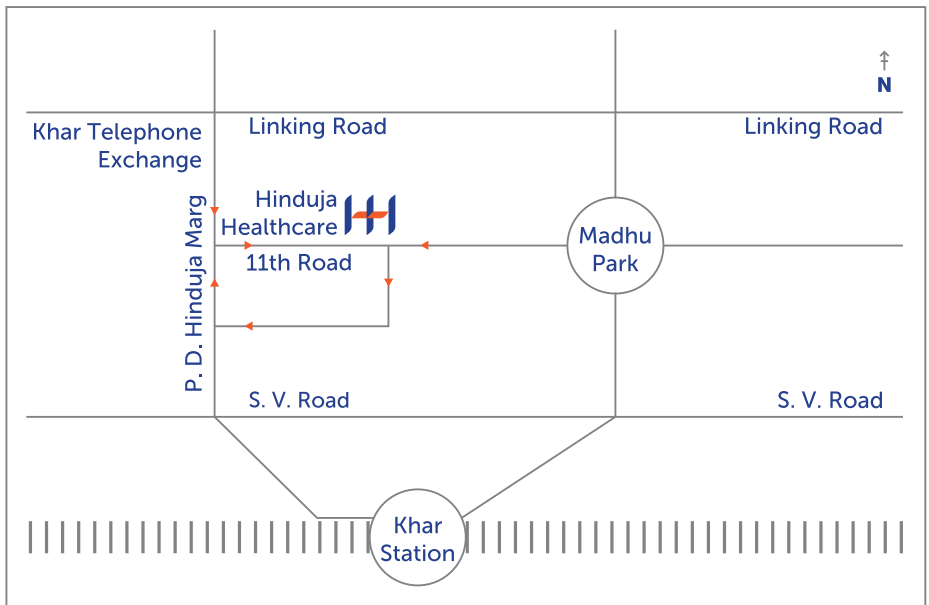 N
Linking Road
Linking Road
Khar Telephone
Exchange
Hinduja
Healthcare
P. D. Hinduja Marg
11th Road
Madhu
Park
S. V. Road
S. V. Road
Khar
Station